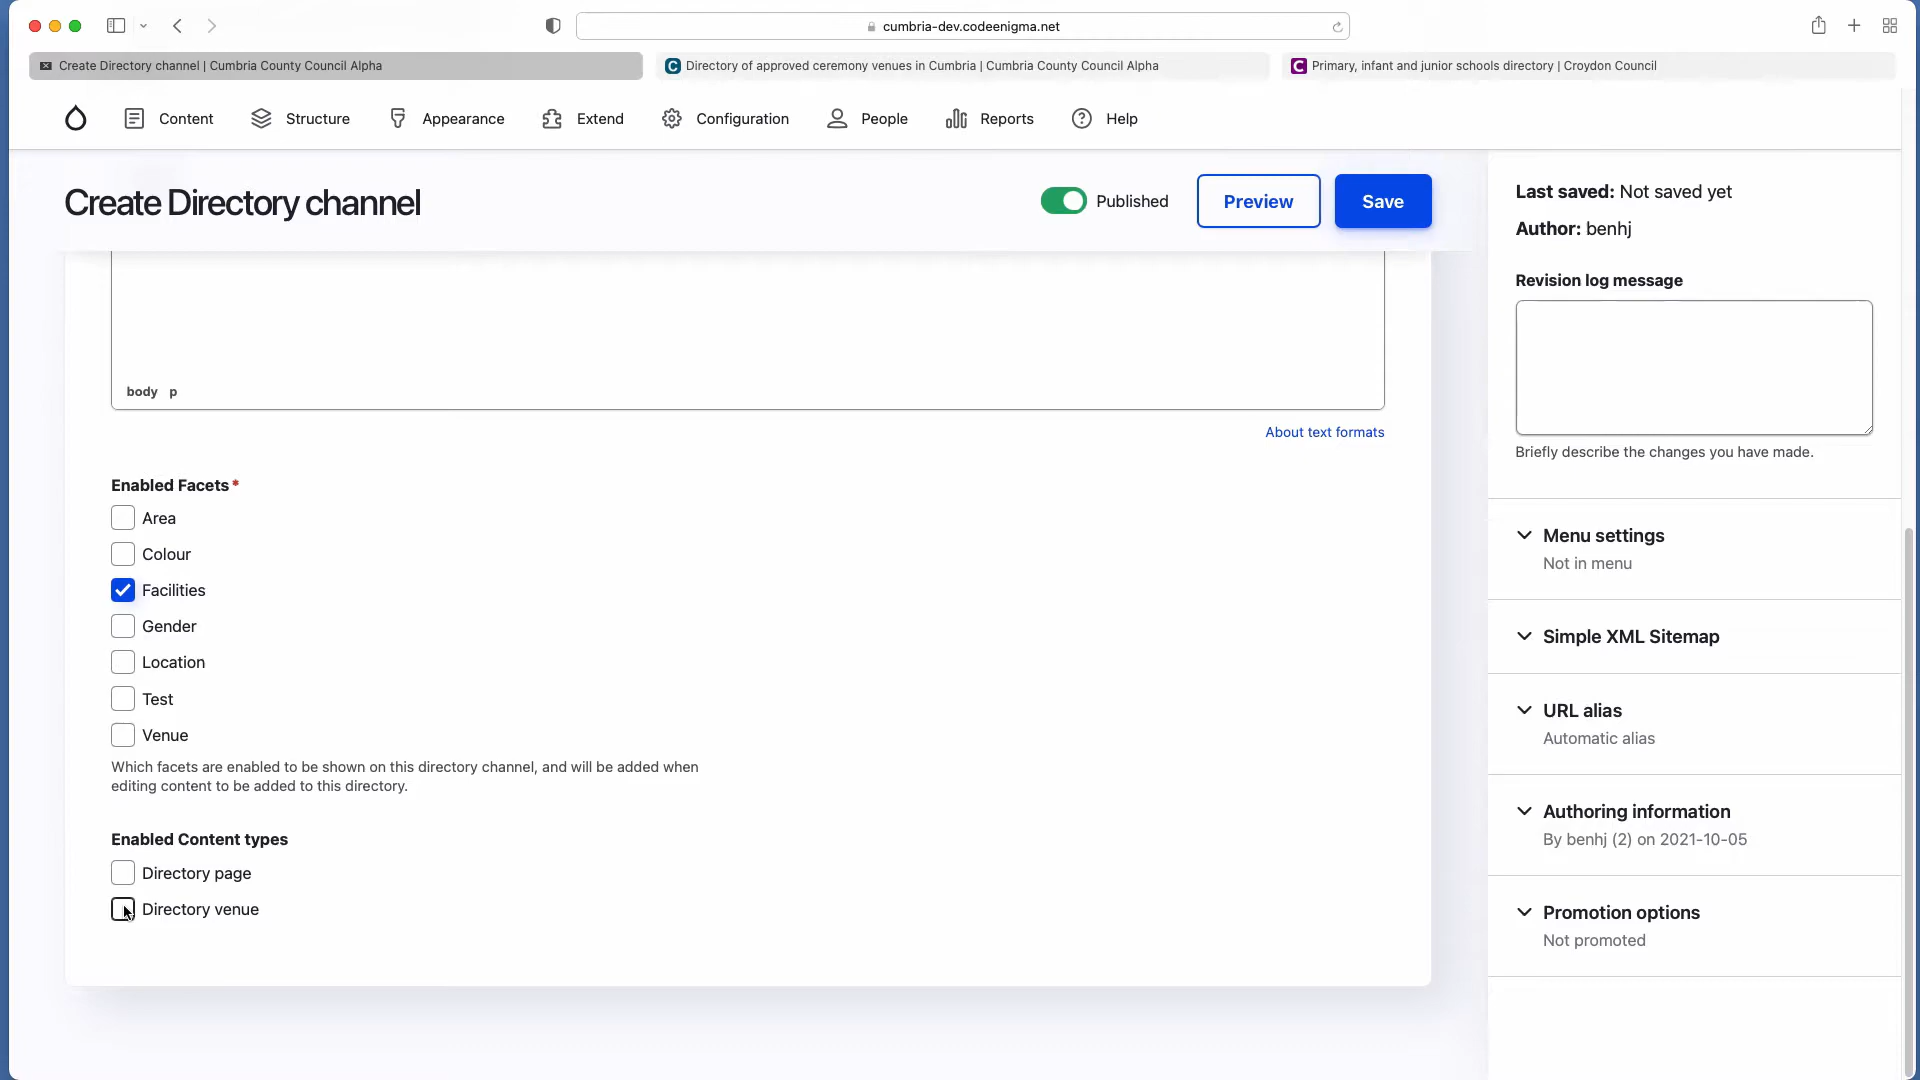 cumbria-dev.codeenigma.net
Create Directory channel | Cumbria County Council Alpha
Directory of approved ceremony venues in Cumbria | Cumbria County Council Alpha
Primary, infant and junior schools directory | Croydon Council
Content
Structure
Appearance
Extend
Configuration
People
Reports
Help
Create Directory channel
Published
Preview
Save
body p
About text formats
Enabled Facets*
Area
Colour
Facilities
Gender
Location
Test
Venue
Which facets are enabled to be shown on this directory channel, and will be added when
editing content to be added to this directory.
Enabled Content types
Directory page
Directory venue
Last saved: Not saved yet
Author: benhj
Revision log message
Briefly describe the changes you have made.
Menu settings
Not in menu
Simple XML Sitemap
URL alias
Automatic alias
Authoring information
By benhj (2) on 2021-10-05
Promotion options
Not promoted